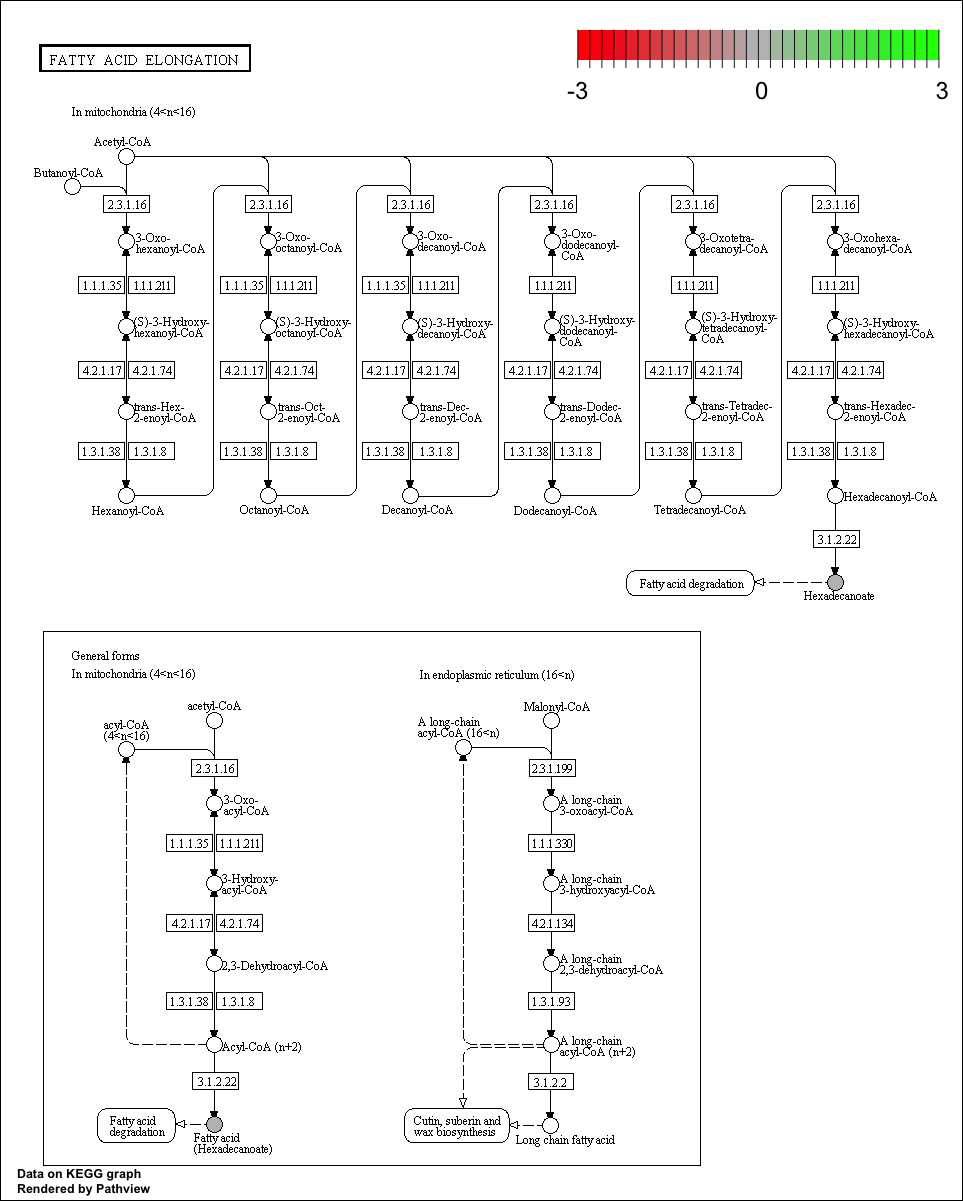 FATTY ACID ELONGATION
-3 0 3
In mitochondria (4<n<16)
Acetyl-CoA
Butanoyl-CoA
2.3.1.16 2.3.1.16 2.3.1.16 2.3.1.16 2.3.1.16 2.3.1.16
3-Oxo-
hexanoyl-CoA
3-Oxo-
octanoyl-CoA
3-Oxo-
decanoyl-CoA
3-Oxo-
dodecanoyl-
CoA
3-Oxotetra-
decanoyl-CoA
3-Oxohexa-
decanoyl-CoA
1.1.1.35 1.1.1.211 1.1.1.35 1.1.1.211 1.1.1.35 1.1.1.211 1.1.1.211 1.1.1.211 1.1.1.211
(S)-3-Hydroxy-
hexanoyl-CoA
(S)-3-Hydroxy-
octanoyl-CoA
(S)-3-Hydroxy-
decanoyl-CoA
(S)-3-Hydroxy-
dodecanoyl-
CoA
(S)-3-Hydroxy-
tetradecanoyl-
CoA
(S)-3-Hydroxy-
hexadecanoyl-CoA
4.2.1.17 4.2.1.74 4.2.1.17 4.2.1.74 4.2.1.17 4.2.1.74 4.2.1.17 4.2.1.74 4.2.1.17 4.2.1.74 4.2.1.17 4.2.1.74
trans-Hex-
2-enoyl-CoA
trans-Oct-
2-enoyl-CoA
trans-Dec-
2-enoyl-CoA
trans-Dodec-
2-enoyl-CoA
trans-Tetradec-
2-enoyl-CoA
trans-Hexadec-
2-enoyl-CoA
1.3.1.38 1.3.1.8 1.3.1.38 1.3.1.8 1.3.1.38 1.3.1.8 1.3.1.38 1.3.1.8 1.3.1.38 1.3.1.8 1.3.1.38 1.3.1.8
Hexanoyl-CoA Octanoyl-CoA Decanoyl-CoA Dodecanoyl-CoA Tetradecanoyl-CoA Hexadecanoyl-CoA
3.1.2.22
Fatty acid degradation
Hexadecanoate
General forms
In mitochondria (4<n<16)
acetyl-CoA
acyl-CoA
(4<n<16)
2.3.1.16
3-Oxo-
acyl-CoA
1.1.1.35 1.1.1.211
3-Hydroxy-
acyl-CoA
4.2.1.17 4.2.1.74
2,3-Dehydroacyl-CoA
1.3.1.38 1.3.1.8
Acyl-CoA (n+2)
3.1.2.22
Fatty acid
degradation
Fatty acid
(Hexadecanoate)
In endoplasmic reticulum (16<n)
Malonyl-CoA
A long-chain
acyl-CoA (16<n)
2.3.1.199
A long-chain
3-oxoacyl-CoA
1.1.1.330
A long-chain
3-hydroxyacyl-CoA
4.2.1.134
A long-chain
2,3-dehydroacyl-CoA
1.3.1.93
A long-chain
acyl-CoA (n+2)
3.1.2.2
Cutin, suberin and
wax biosynthesis
Long chain fatty acid
Data on KEGG graph
Rendered by Pathview